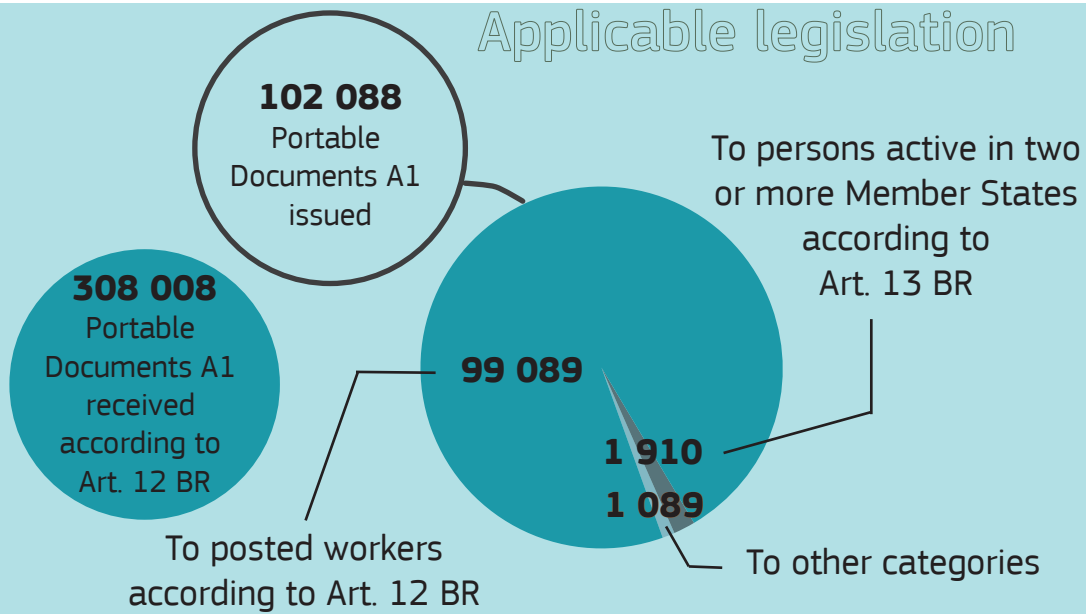 Applicable legislation
102 088
Portable
Documents A1
issued
308 008
Portable
Documents A1
received
according to
Art. 12 BR
To persons active in two
or more Member States
according to
Art. 13 BR
99 089
1 910
1 089
To posted workers
according to Art. 12 BR
To other categories